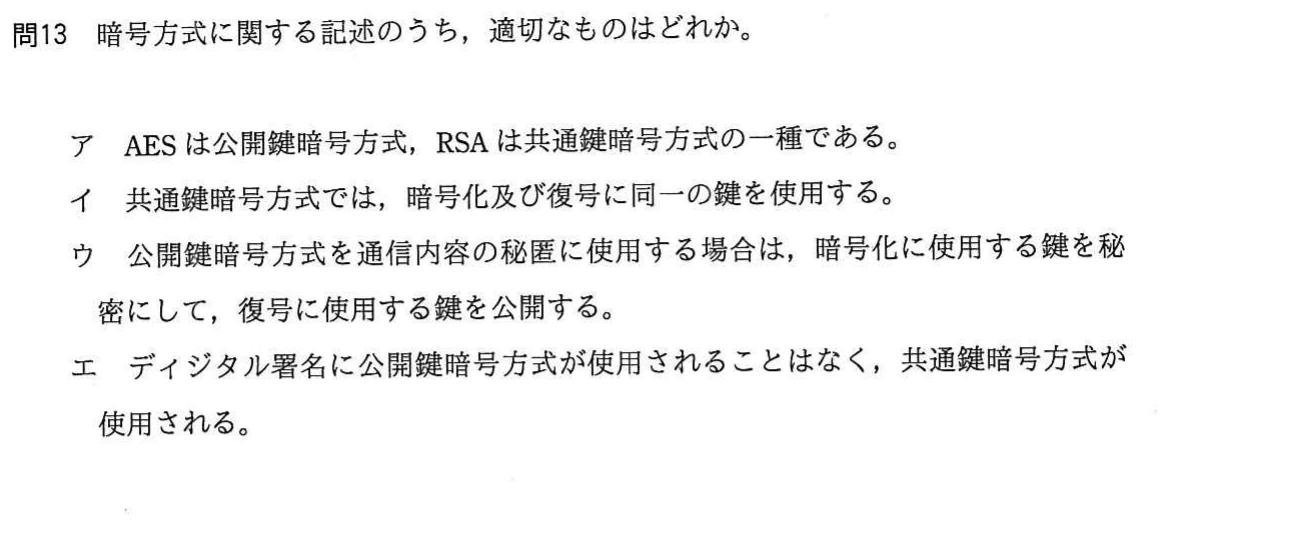 問13 暗号方式に関する記述のうち，適切なものはどれか。
ア AES は公開鍵暗号方式，RSA は共通鍵暗号方式の一種である。
イ 共通鍵暗号方式では，暗号化及び復号に同一の鍵を使用する。
ウ 公開鍵暗号方式を通信内容の秘匿に使用する場合は，暗号化に使用する鍵を秘
密にして，復号に使用する鍵を公開する。
エ ディジタル署名に公開鍵暗号方式が使用されることはなく，共通鍵暗号方式が
使用される。